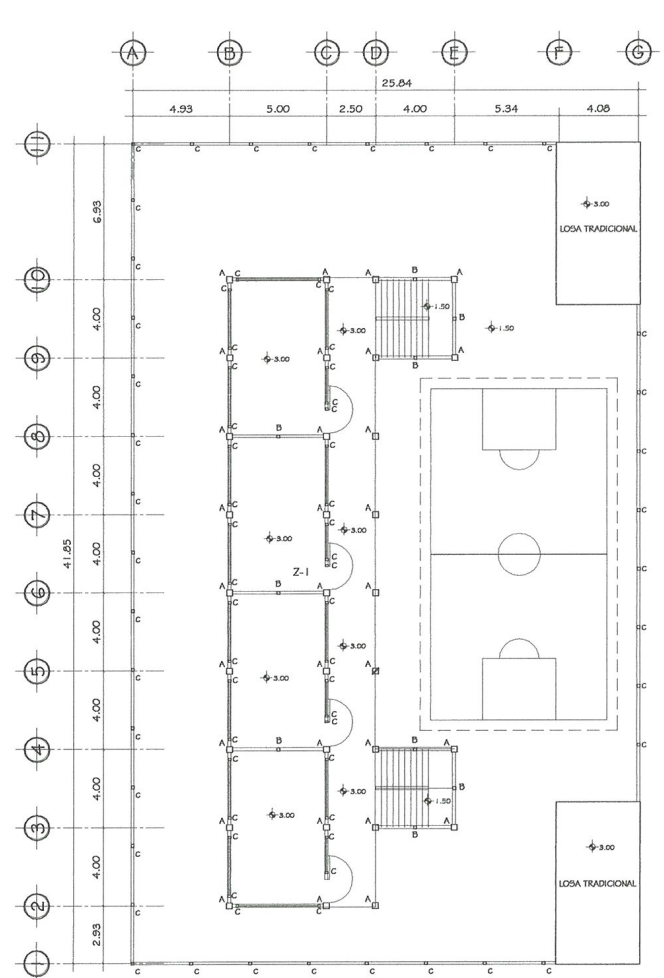 A B C D E F G
25.84
4.93 5.00 2.50 4.00 5.34 4.08
11
C C C C C C C C
6.93
C
3.00
LOSA TRADICIONAL
C
10
A C A A B A
C C C
1.50
4.00
C 3.00 B 1.50
C
9
A C A C A B A
3.00
C C
4.00
C
C
C
C
8
A C B A A
C
C C
4.00
C
C C C
7
A A A
C C
3.00 3.00
4.00
C
C
C
C
41.85
Z-1
6
A C B A A
C C
4.00
C
C
3.00
C C
5
A A A
C C C
3.00
C
4.00
C
C
C
4
A C B A A B A
C C
C
4.00
C
3.00 B
1.50
3.00
C C
3
A A A B A
C C
C
3.00
4.00
C
LOSA TRADICIONAL
C
2
A C C A A
C
2.93
1
C C C C C C C C